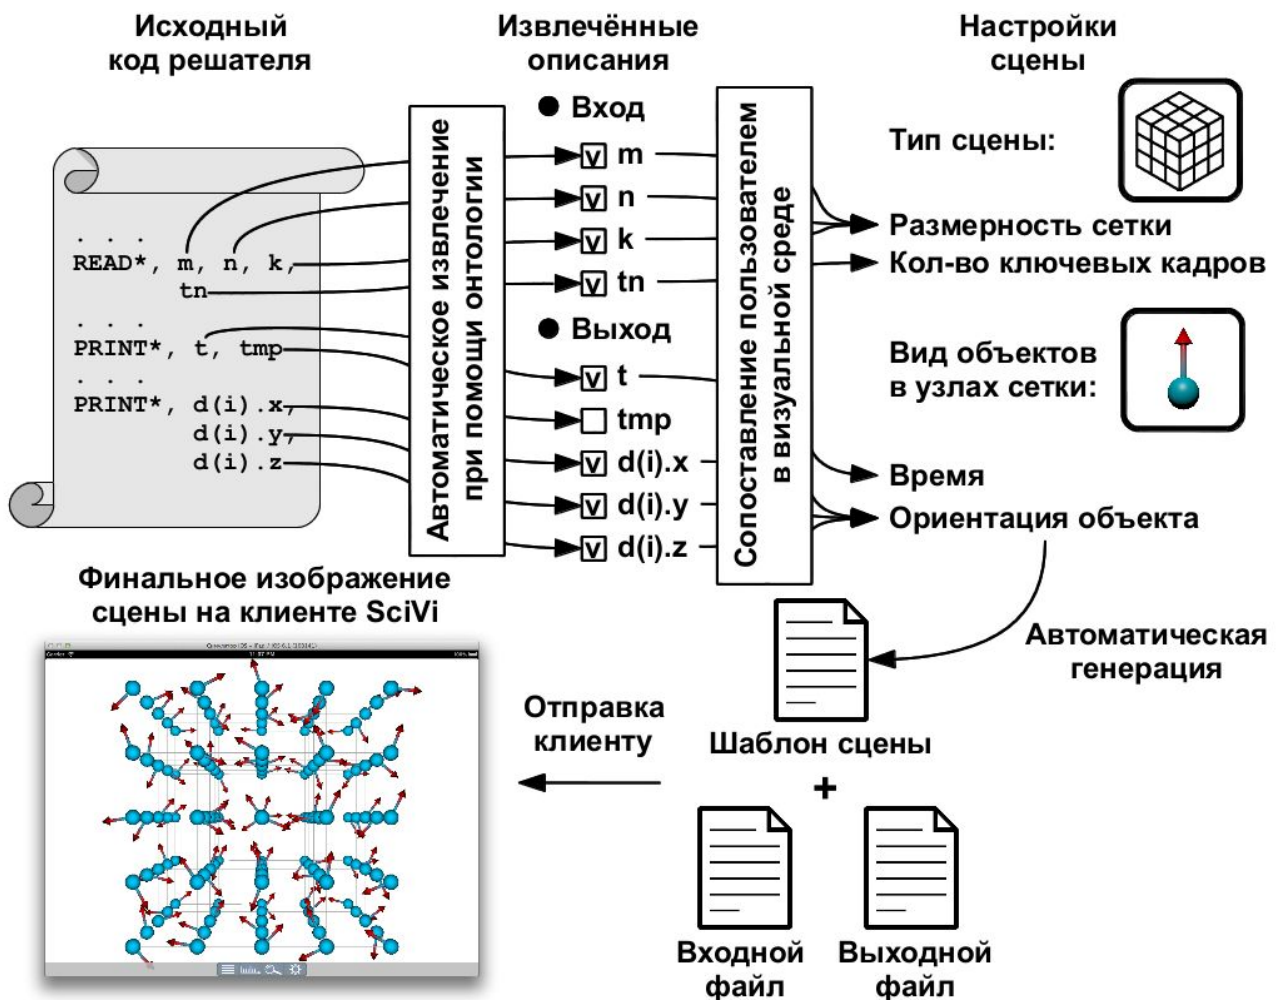 Исходный
код решателя
Извлечённые
описания
Настройки
сцены
. . .
READ*, m, n, k,
tn
. . .
PRINT*, t, tmp
. . .
PRINT*, d(i).x,
d(i).y,
d(i).z
Автоматическое извлечение
при помощи онтологии
● Вход
v m
v n
v k
v tn
● Выход
v t
tmp
v d(i).x
v d(i).y
v d(i).z
Сопоставление пользователем
в визуальной среде
Тип сцены:
Размерность сетки
Кол-во ключевых кадров
Вид объектов
в узлах сетки:
Время
Ориентация объекта
Автоматическая
генерация
Шаблон сцены
+
Входной
файл
Выходной
файл
Отправка
клиенту
Финальное изображение
сцены на клиенте SciVi